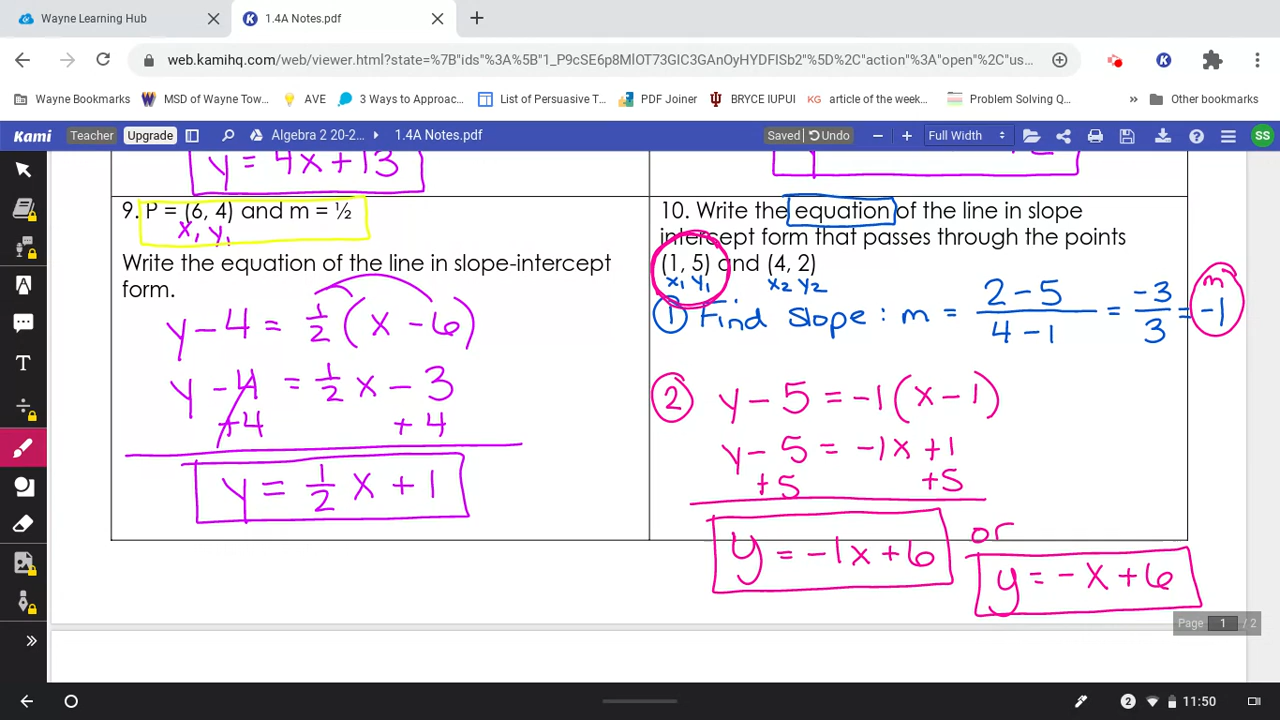 Wayne Learning Hub
1.4A Notes.pdf
web.kamihq.com/web/viewer.html?state=%7B"ids"%3A%5B"1_P9cSE6p8MlOT73GIC3GAnOyHYDFISb2"%5D%2C"action"%3A"open"%2C"us...
Wayne Bookmarks
MSD of Wayne Tow...
AVE
3 Ways to Approac...
List of Persuasive T...
PDF Joiner
BRYCE IUPUI
KG article of the week...
Problem Solving Q...
»
Other bookmarks
Kami
Teacher
Upgrade
Algebra 2 20-2...
1.4A Notes.pdf
Saved
Undo
Full Width
SS
y = 4x+13
9. P = (6, 4) and m = ½
x₁ y₁
Write the equation of the line in slope-intercept
form.
y - 4 = 1/2 (x - 6)
y - 4 = 1/2 x - 3
+4 +4
y = 1/2 x + 1
10. Write the equation of the line in slope
intercept form that passes through the points
(1, 5) and (4, 2)
x₁ y₁ x₂ y₂
① Find slope: m = 2-5 / 4-1 = -3/3 = -1
m
② y - 5 = -1(x - 1)
y - 5 = -1x + 1
+5 +5
y = -1x+6
or
y = -x+6
Page 1 / 2
2
11:50